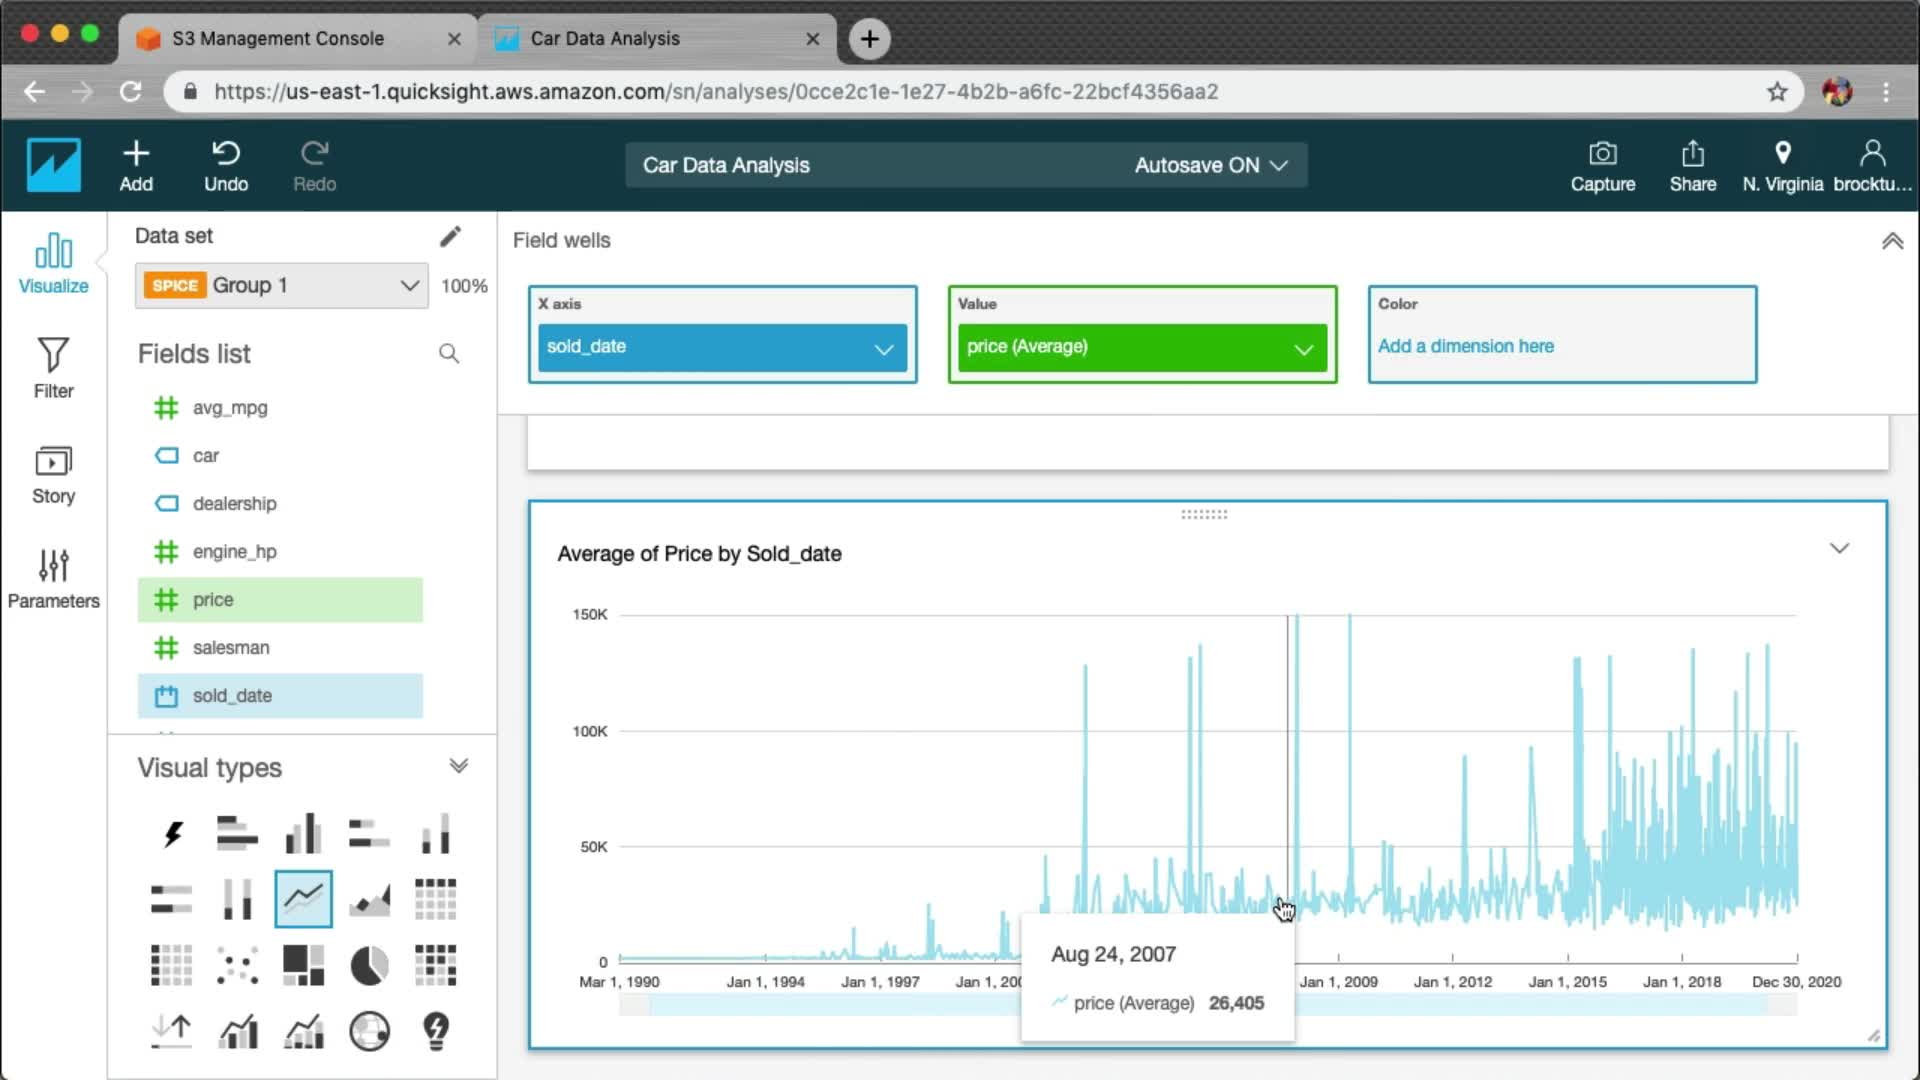 S3 Management Console
Car Data Analysis
https://us-east-1.quicksight.aws.amazon.com/sn/analyses/0cce2c1e-1e27-4b2b-a6fc-22bcf4356aa2
Add
Undo
Redo
Car Data Analysis
Autosave ON
Capture
Share
N. Virginia
brocktu...
Visualize
Filter
Story
Parameters
Data set
SPICE Group 1
100%
Fields list
avg_mpg
car
dealership
engine_hp
price
salesman
sold_date
Visual types
Field wells
X axis
sold_date
Value
price (Average)
Color
Add a dimension here
Average of Price by Sold_date
150K
100K
50K
0
Mar 1, 1990 Jan 1, 1994 Jan 1, 1997 Jan 1, 200 Jan 1, 2009 Jan 1, 2012 Jan 1, 2015 Jan 1, 2018 Dec 30, 2020
Aug 24, 2007
price (Average) 26,405